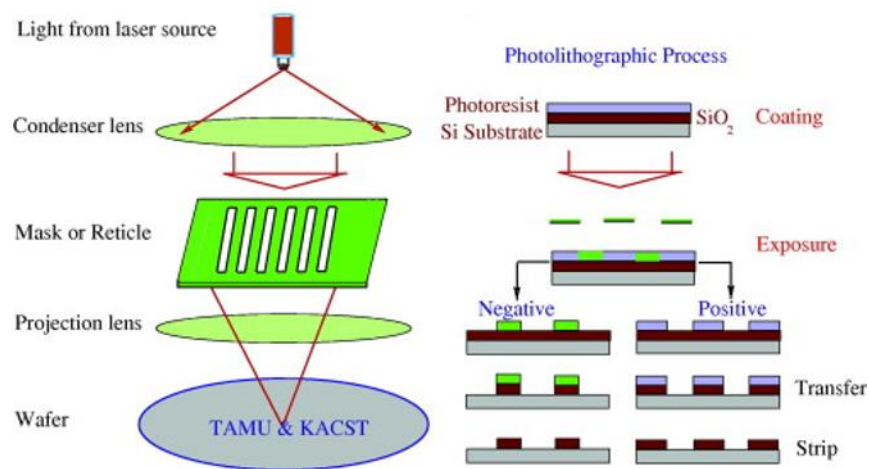 Light from laser source
Condenser lens
Mask or Reticle
Projection lens
Wafer
TAMU & KACST
Photolithographic Process
Photoresist
Si Substrate
SiO₂
Coating
Exposure
Negative
Positive
Transfer
Strip